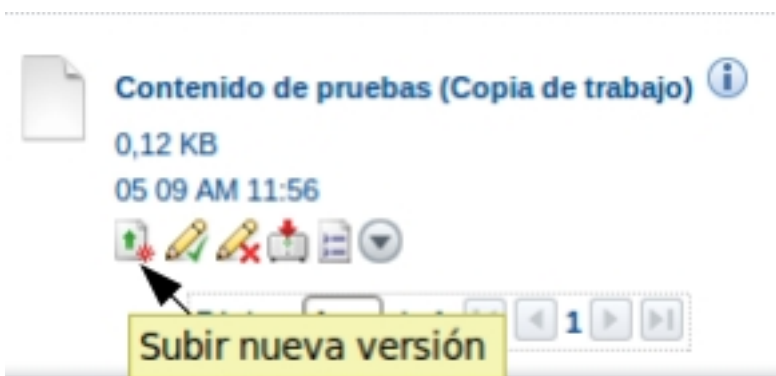 Contenido de pruebas (Copia de trabajo)
0,12 KB
05 09 AM 11:56
1
Subir nueva versión